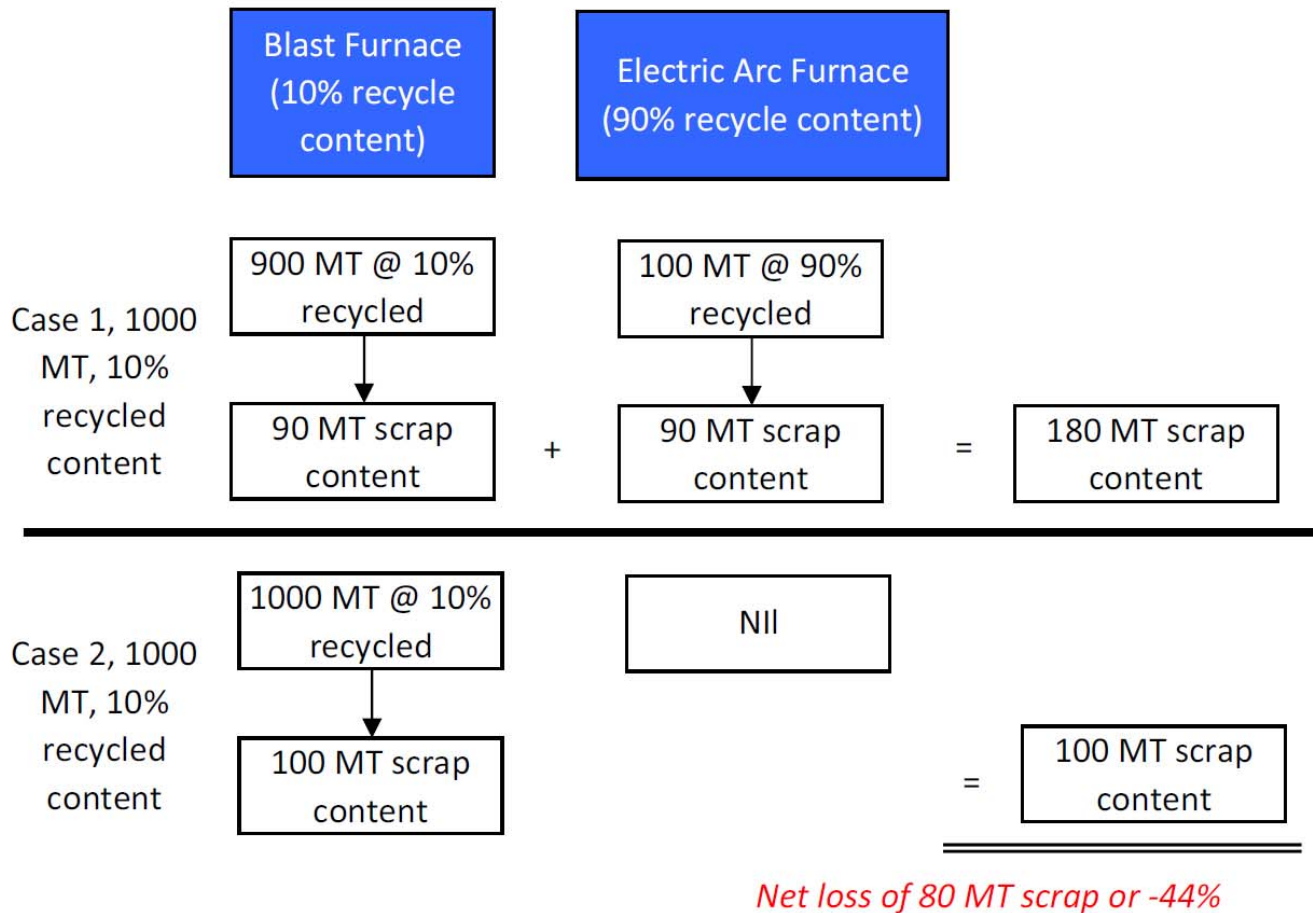 Blast Furnace
(10% recycle
content)
Electric Arc Furnace
(90% recycle content)
Case 1, 1000
MT, 10%
recycled
content
900 MT @ 10%
recycled
100 MT @ 90%
recycled
90 MT scrap
content
+
90 MT scrap
content
=
180 MT scrap
content
Case 2, 1000
MT, 10%
recycled
content
1000 MT @ 10%
recycled
NIl
100 MT scrap
content
=
100 MT scrap
content
Net loss of 80 MT scrap or -44%